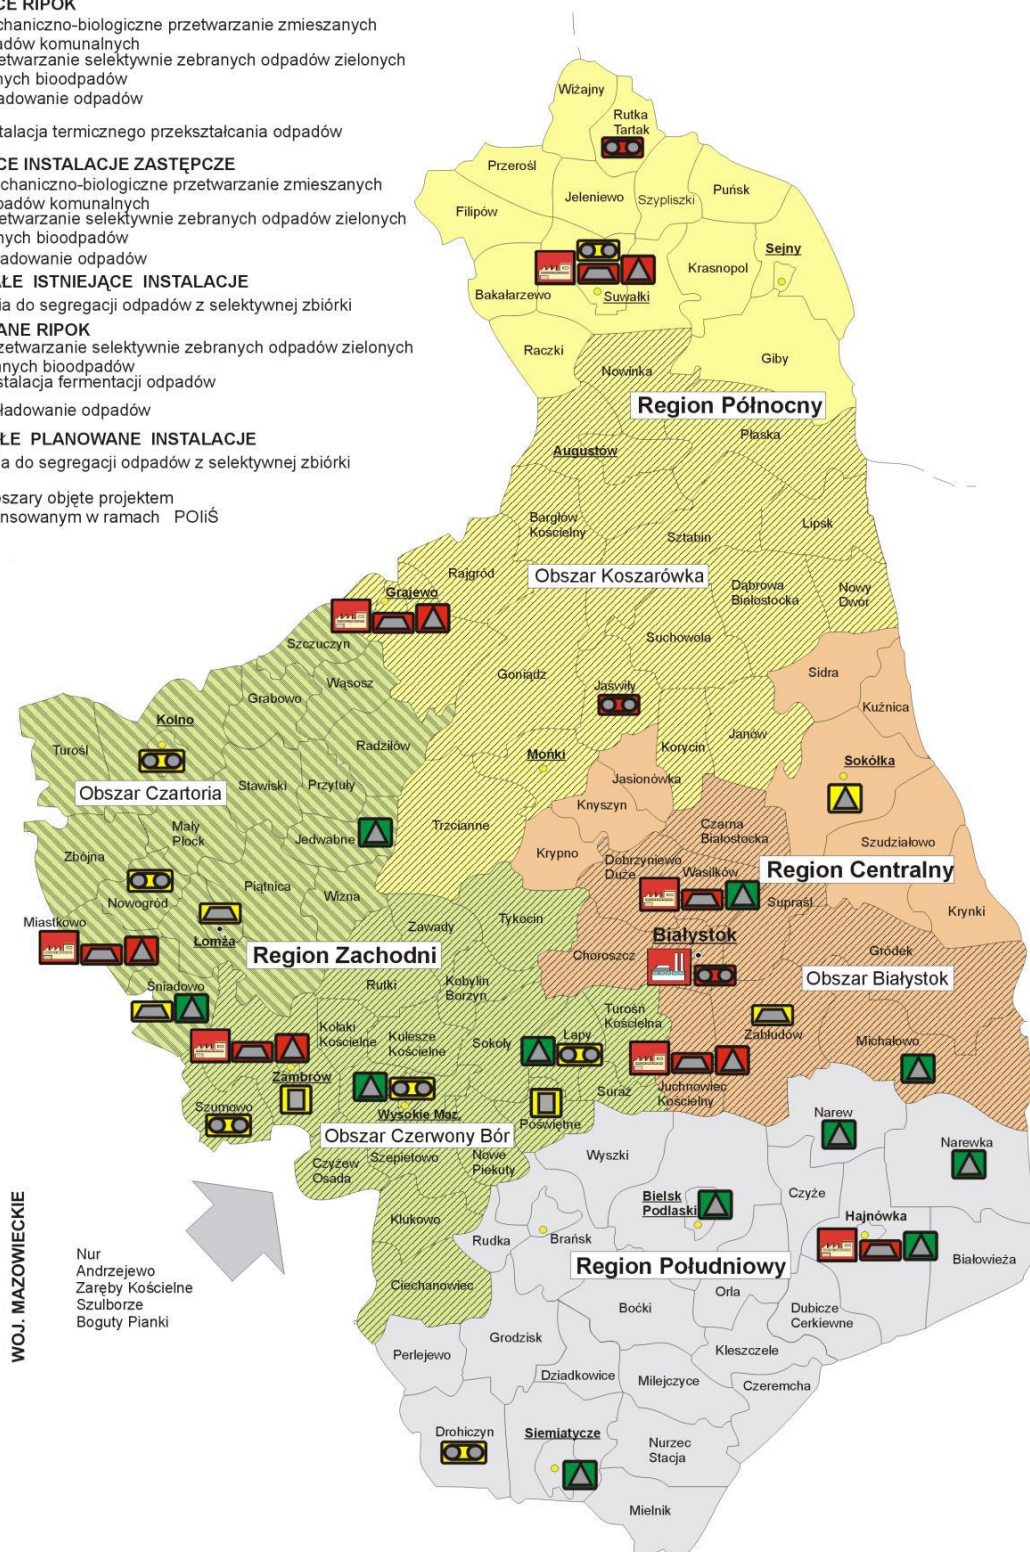 CE RIPOK
chaniczno-biologiczne przetwarzanie zmieszanych
adów komunalnych
etwarzanie selektywnie zebranych odpadów zielonych
nych bioodpadów
adowanie odpadów
talacja termicznego przekształcania odpadów
CE INSTALACJE ZASTĘPCZE
chaniczno-biologiczne przetwarzanie zmieszanych
padów komunalnych
etwarzanie selektywnie zebranych odpadów zielonych
nych bioodpadów
adowanie odpadów
AŁE ISTNIEJĄCE INSTALACJE
ia do segregacji odpadów z selektywnej zbiórki
ANE RIPOK
zetwarzanie selektywnie zebranych odpadów zielonych
anych bioodpadów
stalacja fermentacji odpadów
ładowanie odpadów
ŁE PLANOWANE INSTALACJE
a do segregacji odpadów z selektywnej zbiórki
oszary objęte projektem
ansowanym w ramach POIiŚ
Wiżajny
Rutka
Tartak
Przerośl
Jeleniewo
Szypliszki
Puńsk
Filipów
Sejny
Krasnopol
Bakałarzewo
Suwałki
Raczki
Giby
Nowinka
Region Północny
Płaska
Augustów
Bargłów
Kościelny
Sztabin
Lipsk
Rajgród
Obszar Koszarówka
Dąbrowa
Białostocka
Nowy
Dwór
Grajewo
Szczuczyn
Suchowola
Wąsosz
Grabowo
Goniądz
Jaświły
Sidra
Kuźnica
Kolno
Turośl
Radziłów
Korycin
Janów
Mońki
Sokółka
Obszar Czartoria
Stawiski
Przytuły
Jasionówka
Knyszyn
Mały
Płock
Jedwabne
Trzcianne
Czarna
Białostocka
Szudziałowo
Zbójna
Krypno
Dobrzyniewo
Duże
Wasilków
Region Centralny
Piątnica
Wizna
Supraśl
Nowogród
Krynki
Miastkowo
Łomża
Zawady
Tykocin
Białystok
Region Zachodni
Choroszcz
Gródek
Obszar Białystok
Śniadowo
Rutki
Kobylin
Borzyn
Turośń
Kościelna
Kołaki
Kościelne
Kulesze
Kościelne
Sokoły
Łapy
Zabłudów
Michałowo
Zambrów
Suraż
Juchnowiec
Kościelny
Szumowo
Wysokie Maz.
Poświętne
Narew
Obszar Czerwony Bór
Narewka
Czyżew
Osada
Szepietowo
Nowe
Piekuty
Wyszki
Czyże
Bielsk
Podlaski
Klukowo
Hajnówka
Rudka
Brańsk
Białowieża
Region Południowy
Ciechanowiec
Orla
Boćki
Dubicze
Cerkiewne
Grodzisk
Perlejewo
Kleszczele
Dziadkowice
Milejczyce
Czeremcha
Drohiczyn
Siemiatycze
Nurzec
Stacja
Mielnik
WOJ. MAZOWIECKIE
Nur
Andrzejewo
Zaręby Kościelne
Szulborze
Boguty Pianki